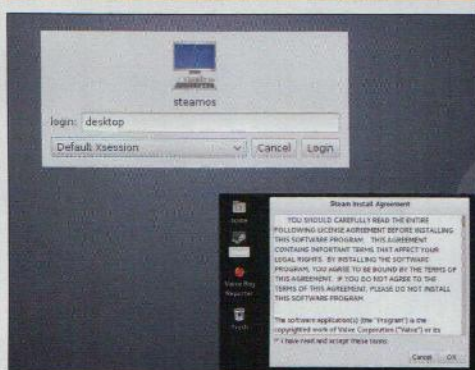 steamos
login: desktop
Default Xsession
Cancel
Login
Home
Trash
Steam Install Agreement
YOU SHOULD CAREFULLY READ THE ENTIRE
FOLLOWING LICENSE AGREEMENT BEFORE INSTALLING
THIS SOFTWARE PROGRAM. THIS AGREEMENT
CONTAINS IMPORTANT TERMS THAT AFFECT YOUR
LEGAL RIGHTS. BY INSTALLING THE SOFTWARE
PROGRAM, YOU AGREE TO BE BOUND BY THE TERMS OF
THIS AGREEMENT. IF YOU DO NOT AGREE TO THE
TERMS OF THIS AGREEMENT, PLEASE DO NOT INSTALL
THIS SOFTWARE PROGRAM.
The software application(s) (the "Program") is the
copyrighted work of Valve Corporation ("Valve") or its
I have read and accept these terms
Cancel
OK